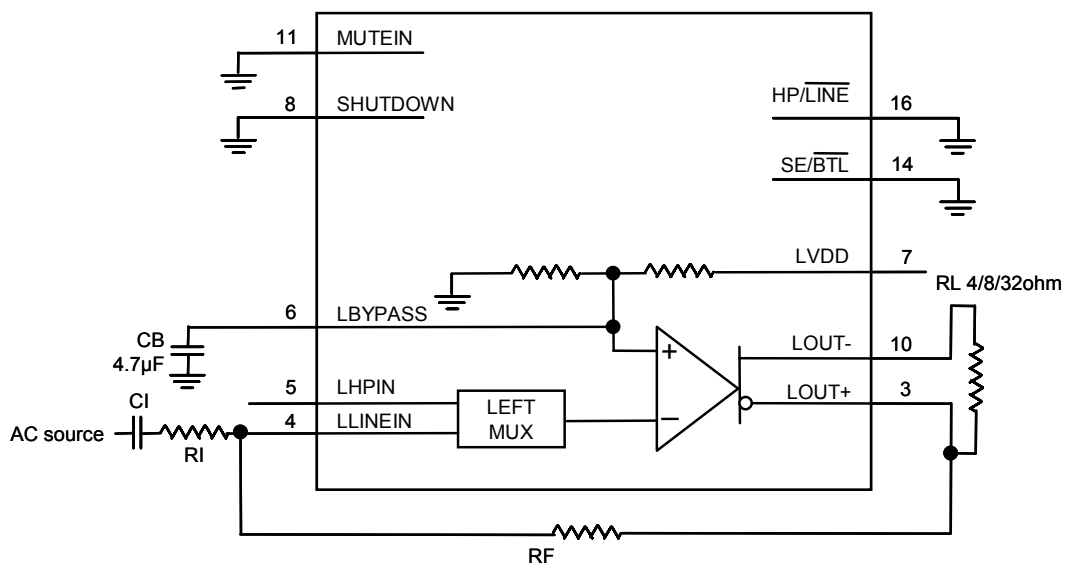 11 MUTEIN
8 SHUTDOWN
HP/LINE 16
SE/BTL 14
LVDD 7
RL 4/8/32ohm
6 LBYPASS
CB
4.7µF
+
LOUT- 10
5 LHPIN
LOUT+ 3
CI
4 LLINEIN
LEFT
MUX
−
AC source
RI
RF